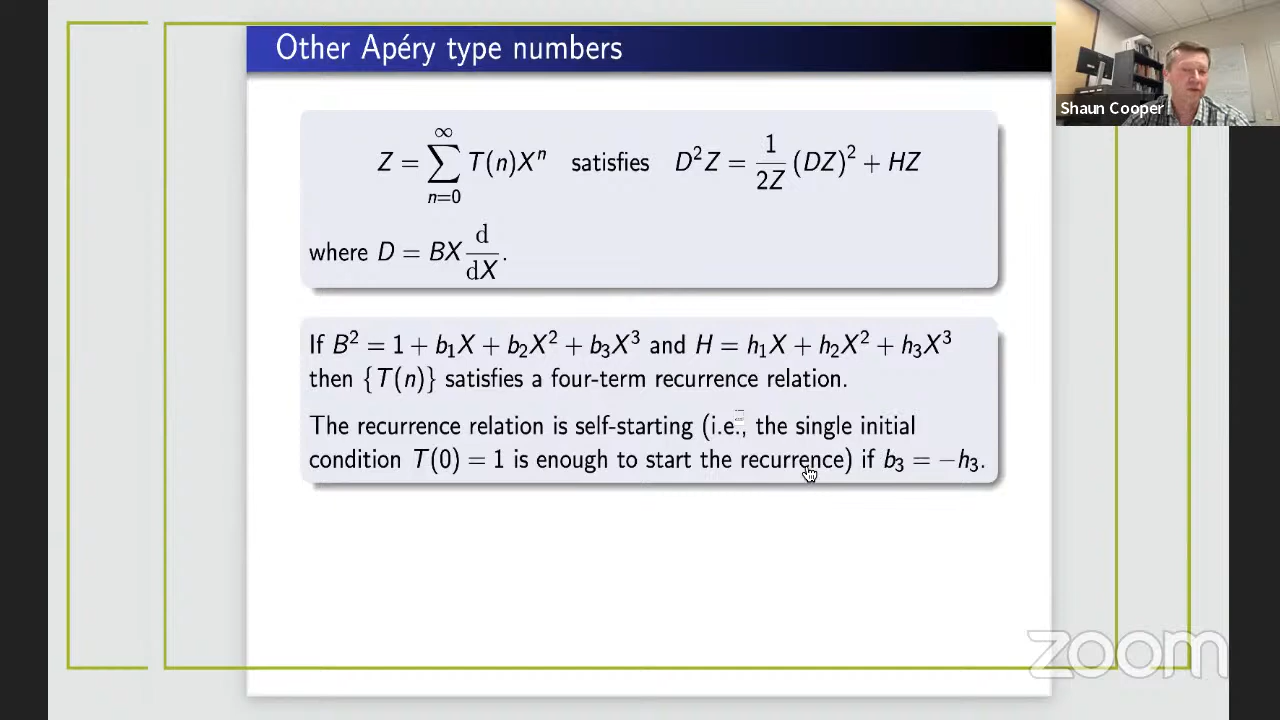 Other Apéry type numbers
Shaun Cooper
Z = ∑_{n=0}^{∞} T(n)X^n satisfies D²Z = \frac{1}{2Z} (DZ)² + HZ
where D = BX \frac{d}{dX}.
If B² = 1 + b₁X + b₂X² + b₃X³ and H = h₁X + h₂X² + h₃X³
then {T(n)} satisfies a four-term recurrence relation.
The recurrence relation is self-starting (i.e., the single initial
condition T(0) = 1 is enough to start the recurrence) if b₃ = −h₃.
zoom